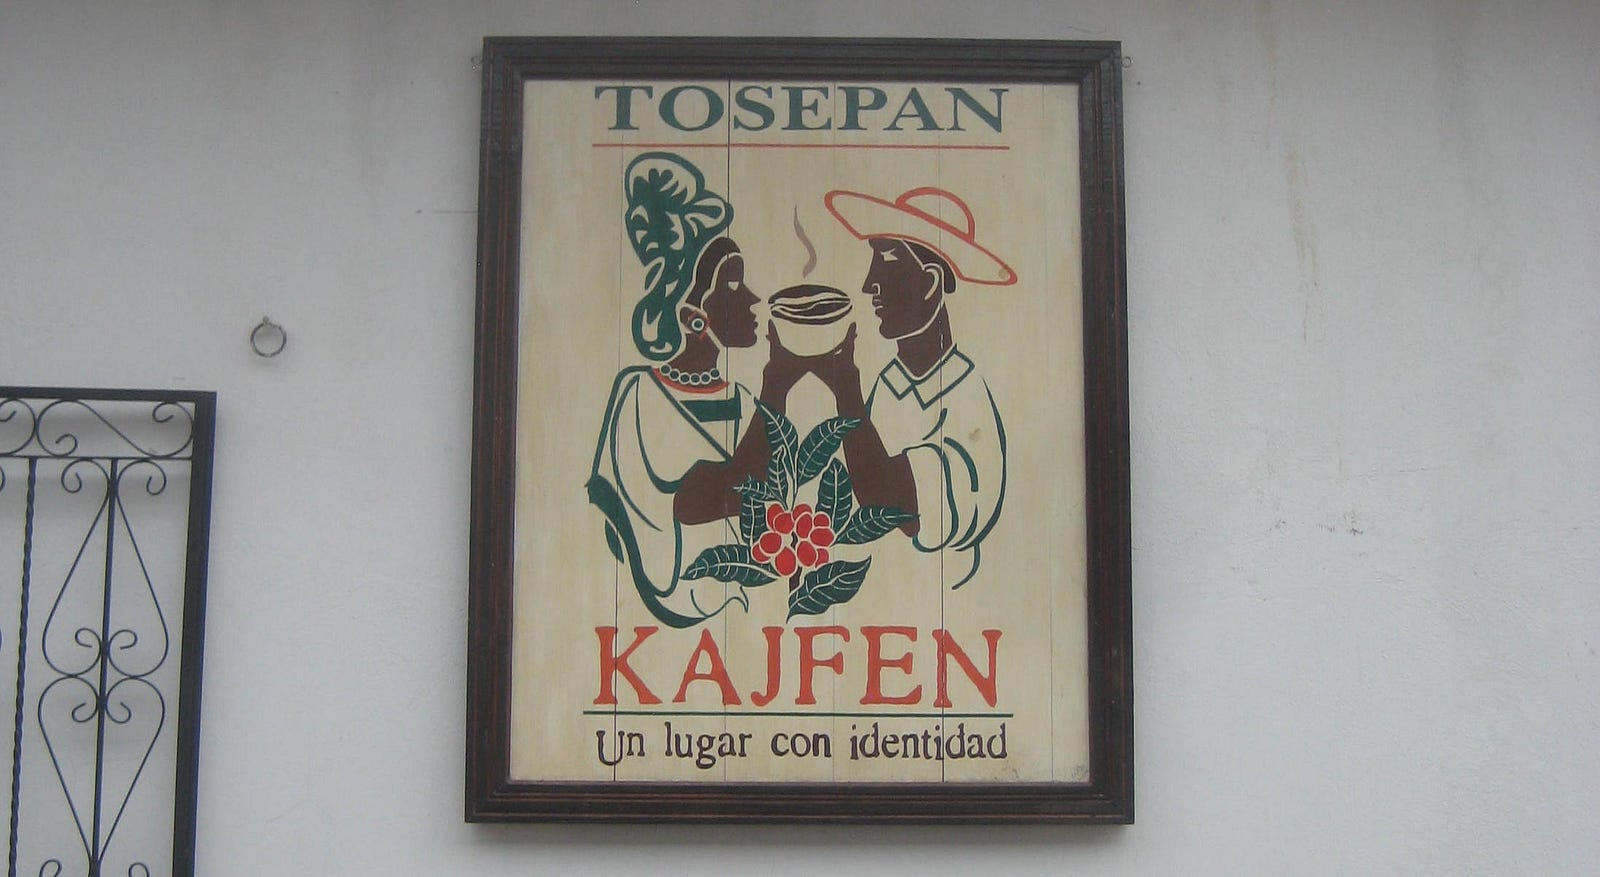 TOSEPAN
KAJFEN
Un lugar con identidad